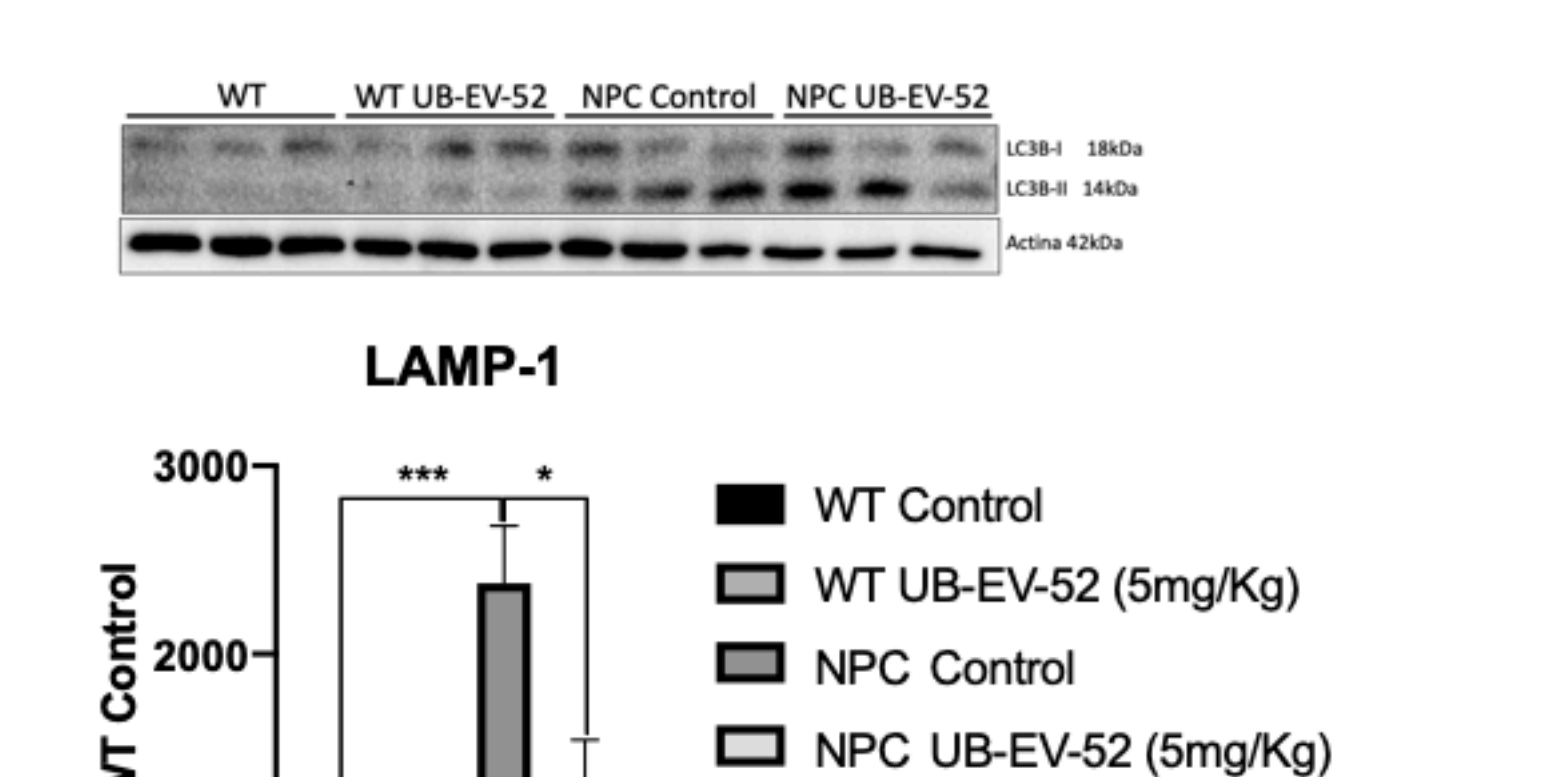 WT WT UB-EV-52 NPC Control NPC UB-EV-52
LC3B-I 18kDa
LC3B-II 14kDa
Actina 42kDa
LAMP-1
3000
*** *
WT Control
WT UB-EV-52 (5mg/Kg)
2000
NPC Control
NPC UB-EV-52 (5mg/Kg)
WT Control